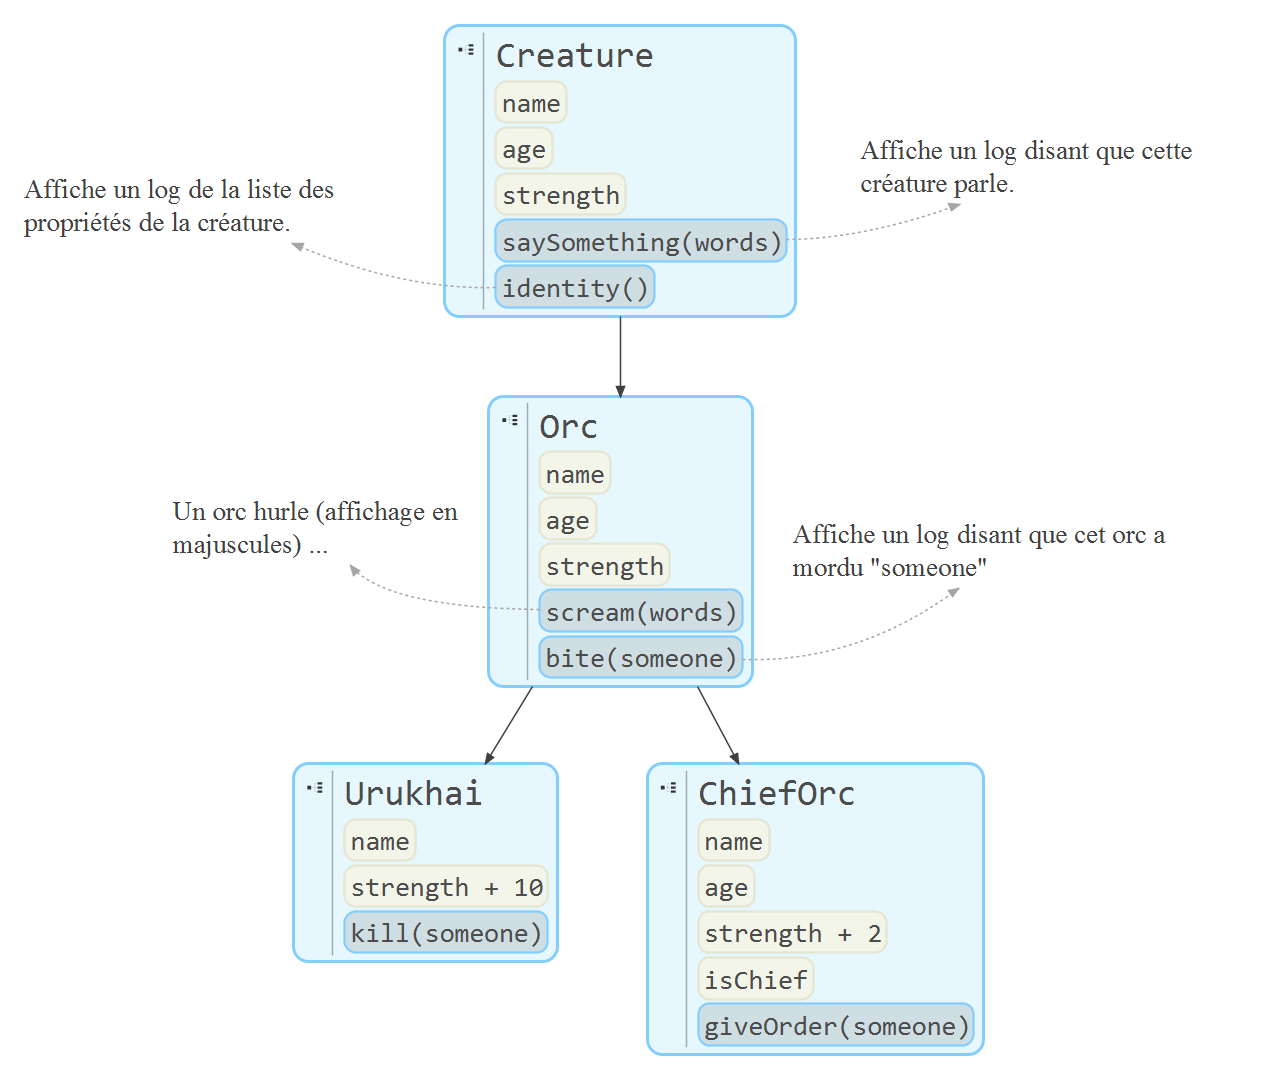 Creature
name
age
strength
saySomething(words)
identity()
Affiche un log de la liste des
propriétés de la créature.
Affiche un log disant que cette
créature parle.
Orc
name
age
strength
scream(words)
bite(someone)
Un orc hurle (affichage en
majuscules) ...
Affiche un log disant que cet orc a
mordu "someone"
Urukhai
name
strength + 10
kill(someone)
ChiefOrc
name
age
strength + 2
isChief
giveOrder(someone)